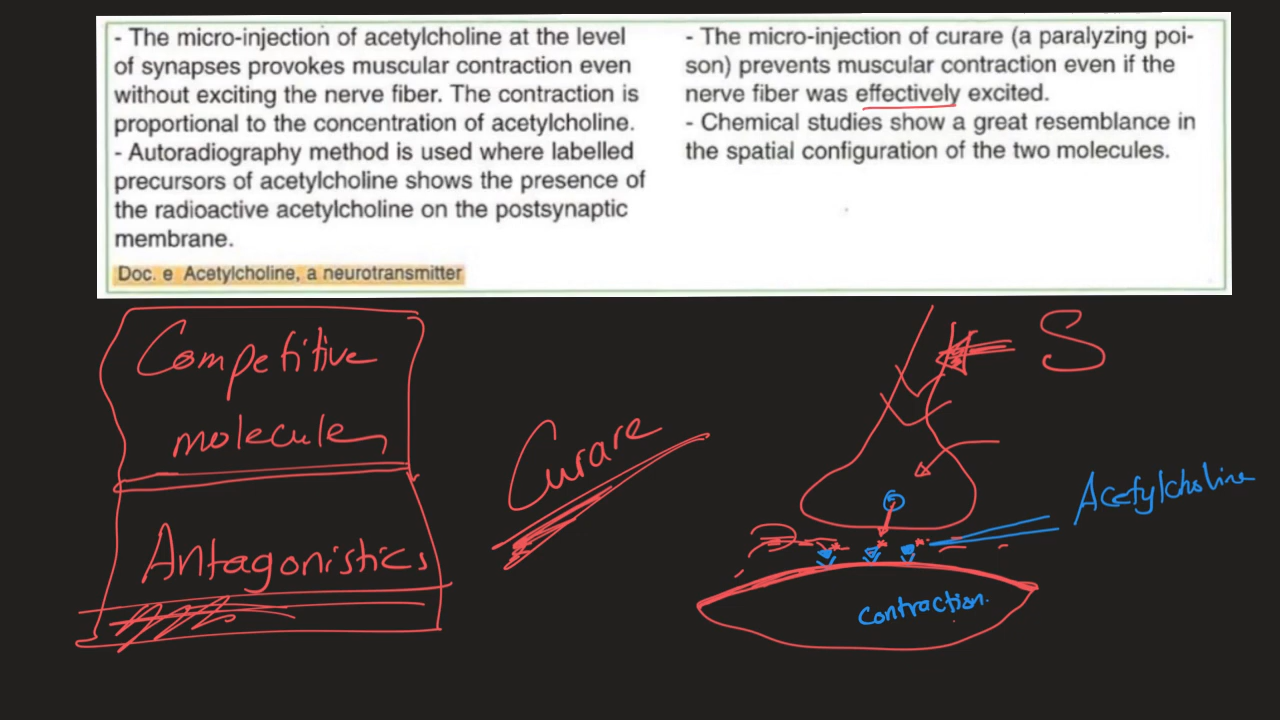 - The micro-injection of acetylcholine at the level
of synapses provokes muscular contraction even
without exciting the nerve fiber. The contraction is
proportional to the concentration of acetylcholine.
- Autoradiography method is used where labelled
precursors of acetylcholine shows the presence of
the radioactive acetylcholine on the postsynaptic
membrane.
Doc. e Acetylcholine, a neurotransmitter
- The micro-injection of curare (a paralyzing poi-
son) prevents muscular contraction even if the
nerve fiber was effectively excited.
- Chemical studies show a great resemblance in
the spatial configuration of the two molecules.
Competitive
molecules
Antagonistics
Curare
S
Acetylcholine
Contraction.